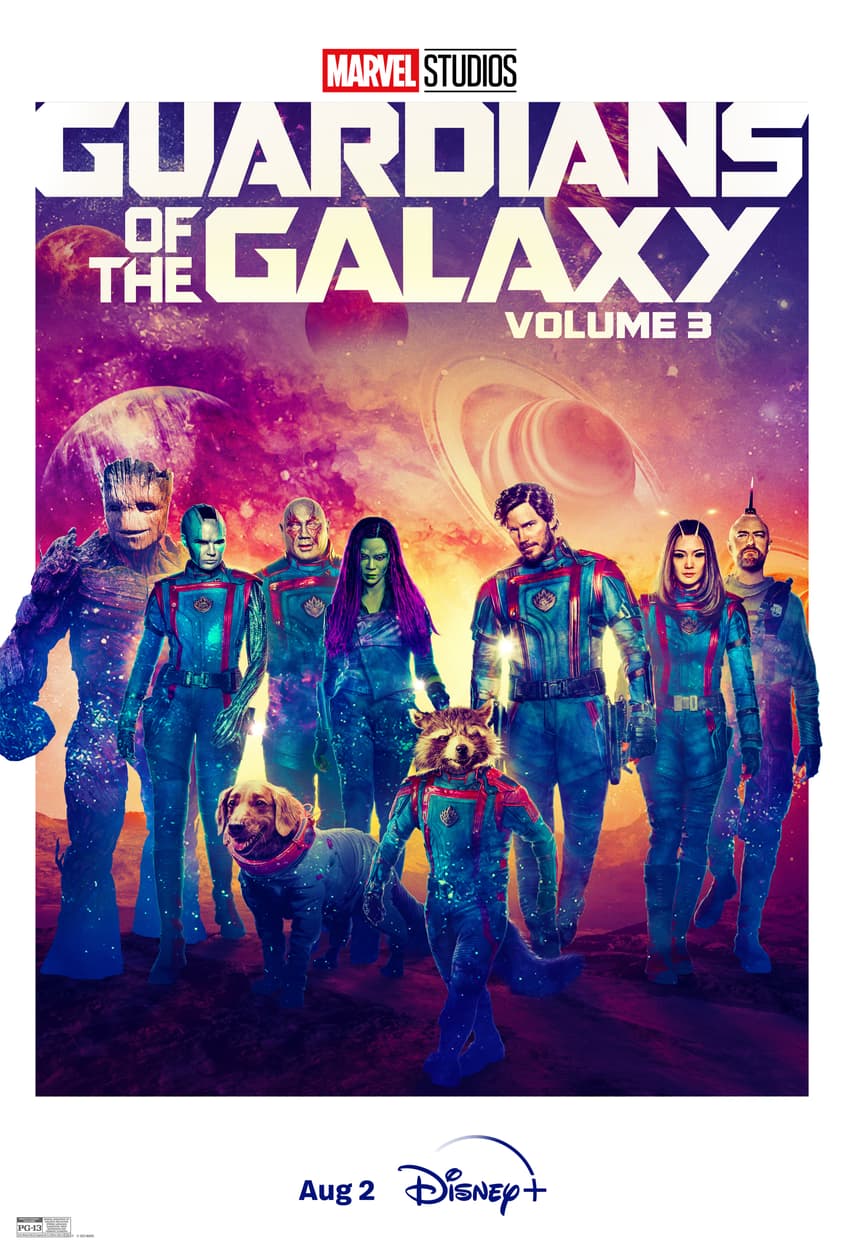 MARVEL STUDIOS
GUARDIANS
OF
THE GALAXY
VOLUME 3
Aug 2 Disney+
PG-13